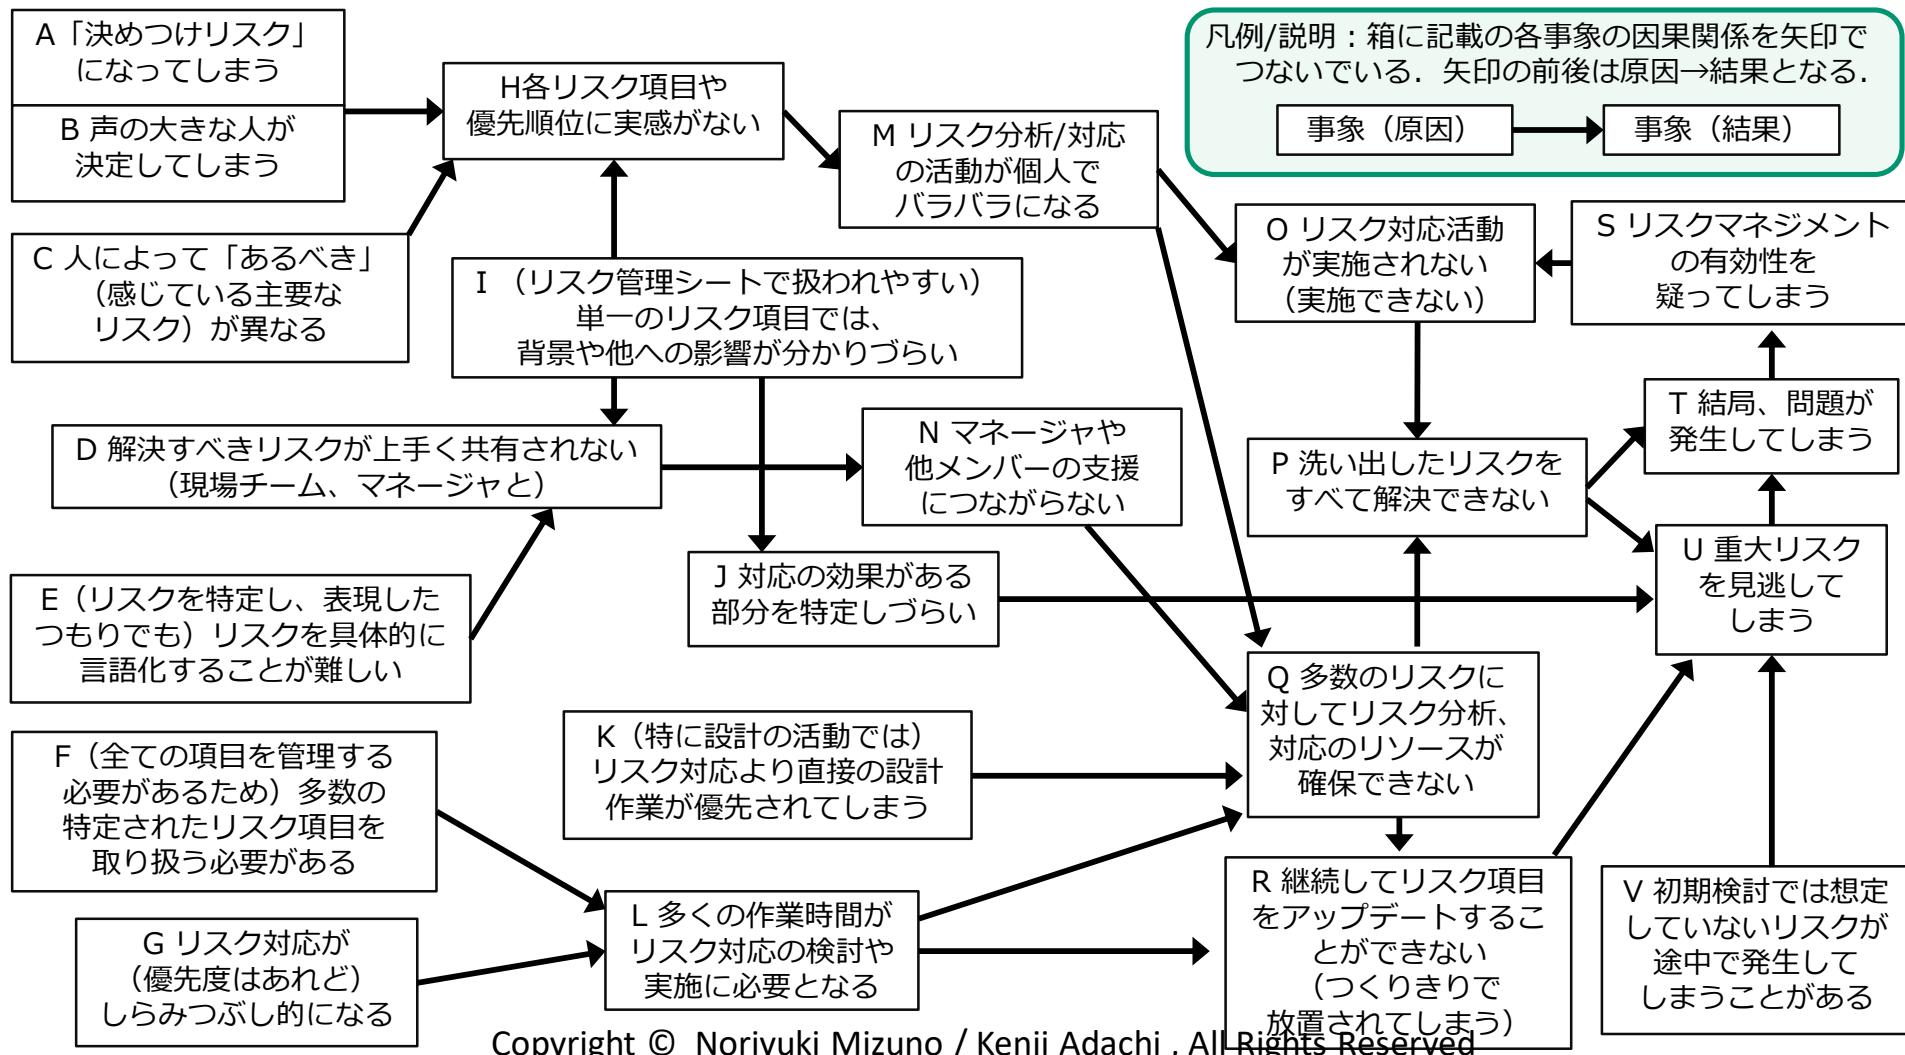 A「決めつけリスク」
になってしまう
B 声の大きな人が
決定してしまう
C 人によって「あるべき」
（感じている主要な
リスク）が異なる
H各リスク項目や
優先順位に実感がない
I （リスク管理シートで扱われやすい）
単一のリスク項目では、
背景や他への影響が分かりづらい
D 解決すべきリスクが上手く共有されない
（現場チーム、マネージャと）
E（リスクを特定し、表現した
つもりでも）リスクを具体的に
言語化することが難しい
F（全ての項目を管理する
必要があるため）多数の
特定されたリスク項目を
取り扱う必要がある
G リスク対応が
（優先度はあれど）
しらみつぶし的になる
M リスク分析/対応
の活動が個人で
バラバラになる
N マネージャや
他メンバーの支援
につながらない
J 対応の効果がある
部分を特定しづらい
K（特に設計の活動では）
リスク対応より直接の設計
作業が優先されてしまう
L 多くの作業時間が
リスク対応の検討や
実施に必要となる
凡例/説明：箱に記載の各事象の因果関係を矢印で
つないでいる．矢印の前後は原因→結果となる．
事象（原因）
事象（結果）
O リスク対応活動
が実施されない
（実施できない）
S リスクマネジメント
の有効性を
疑ってしまう
P 洗い出したリスクを
すべて解決できない
T 結局、問題が
発生してしまう
U 重大リスク
を見逃して
しまう
Q 多数のリスクに
対してリスク分析、
対応のリソースが
確保できない
R 継続してリスク項目
をアップデートするこ
とができない
（つくりきりで
放置されてしまう）
V 初期検討では想定
していないリスクが
途中で発生して
しまうことがある
Copyright © Noriyuki Mizuno / Kenji Adachi , All Rights Reserved